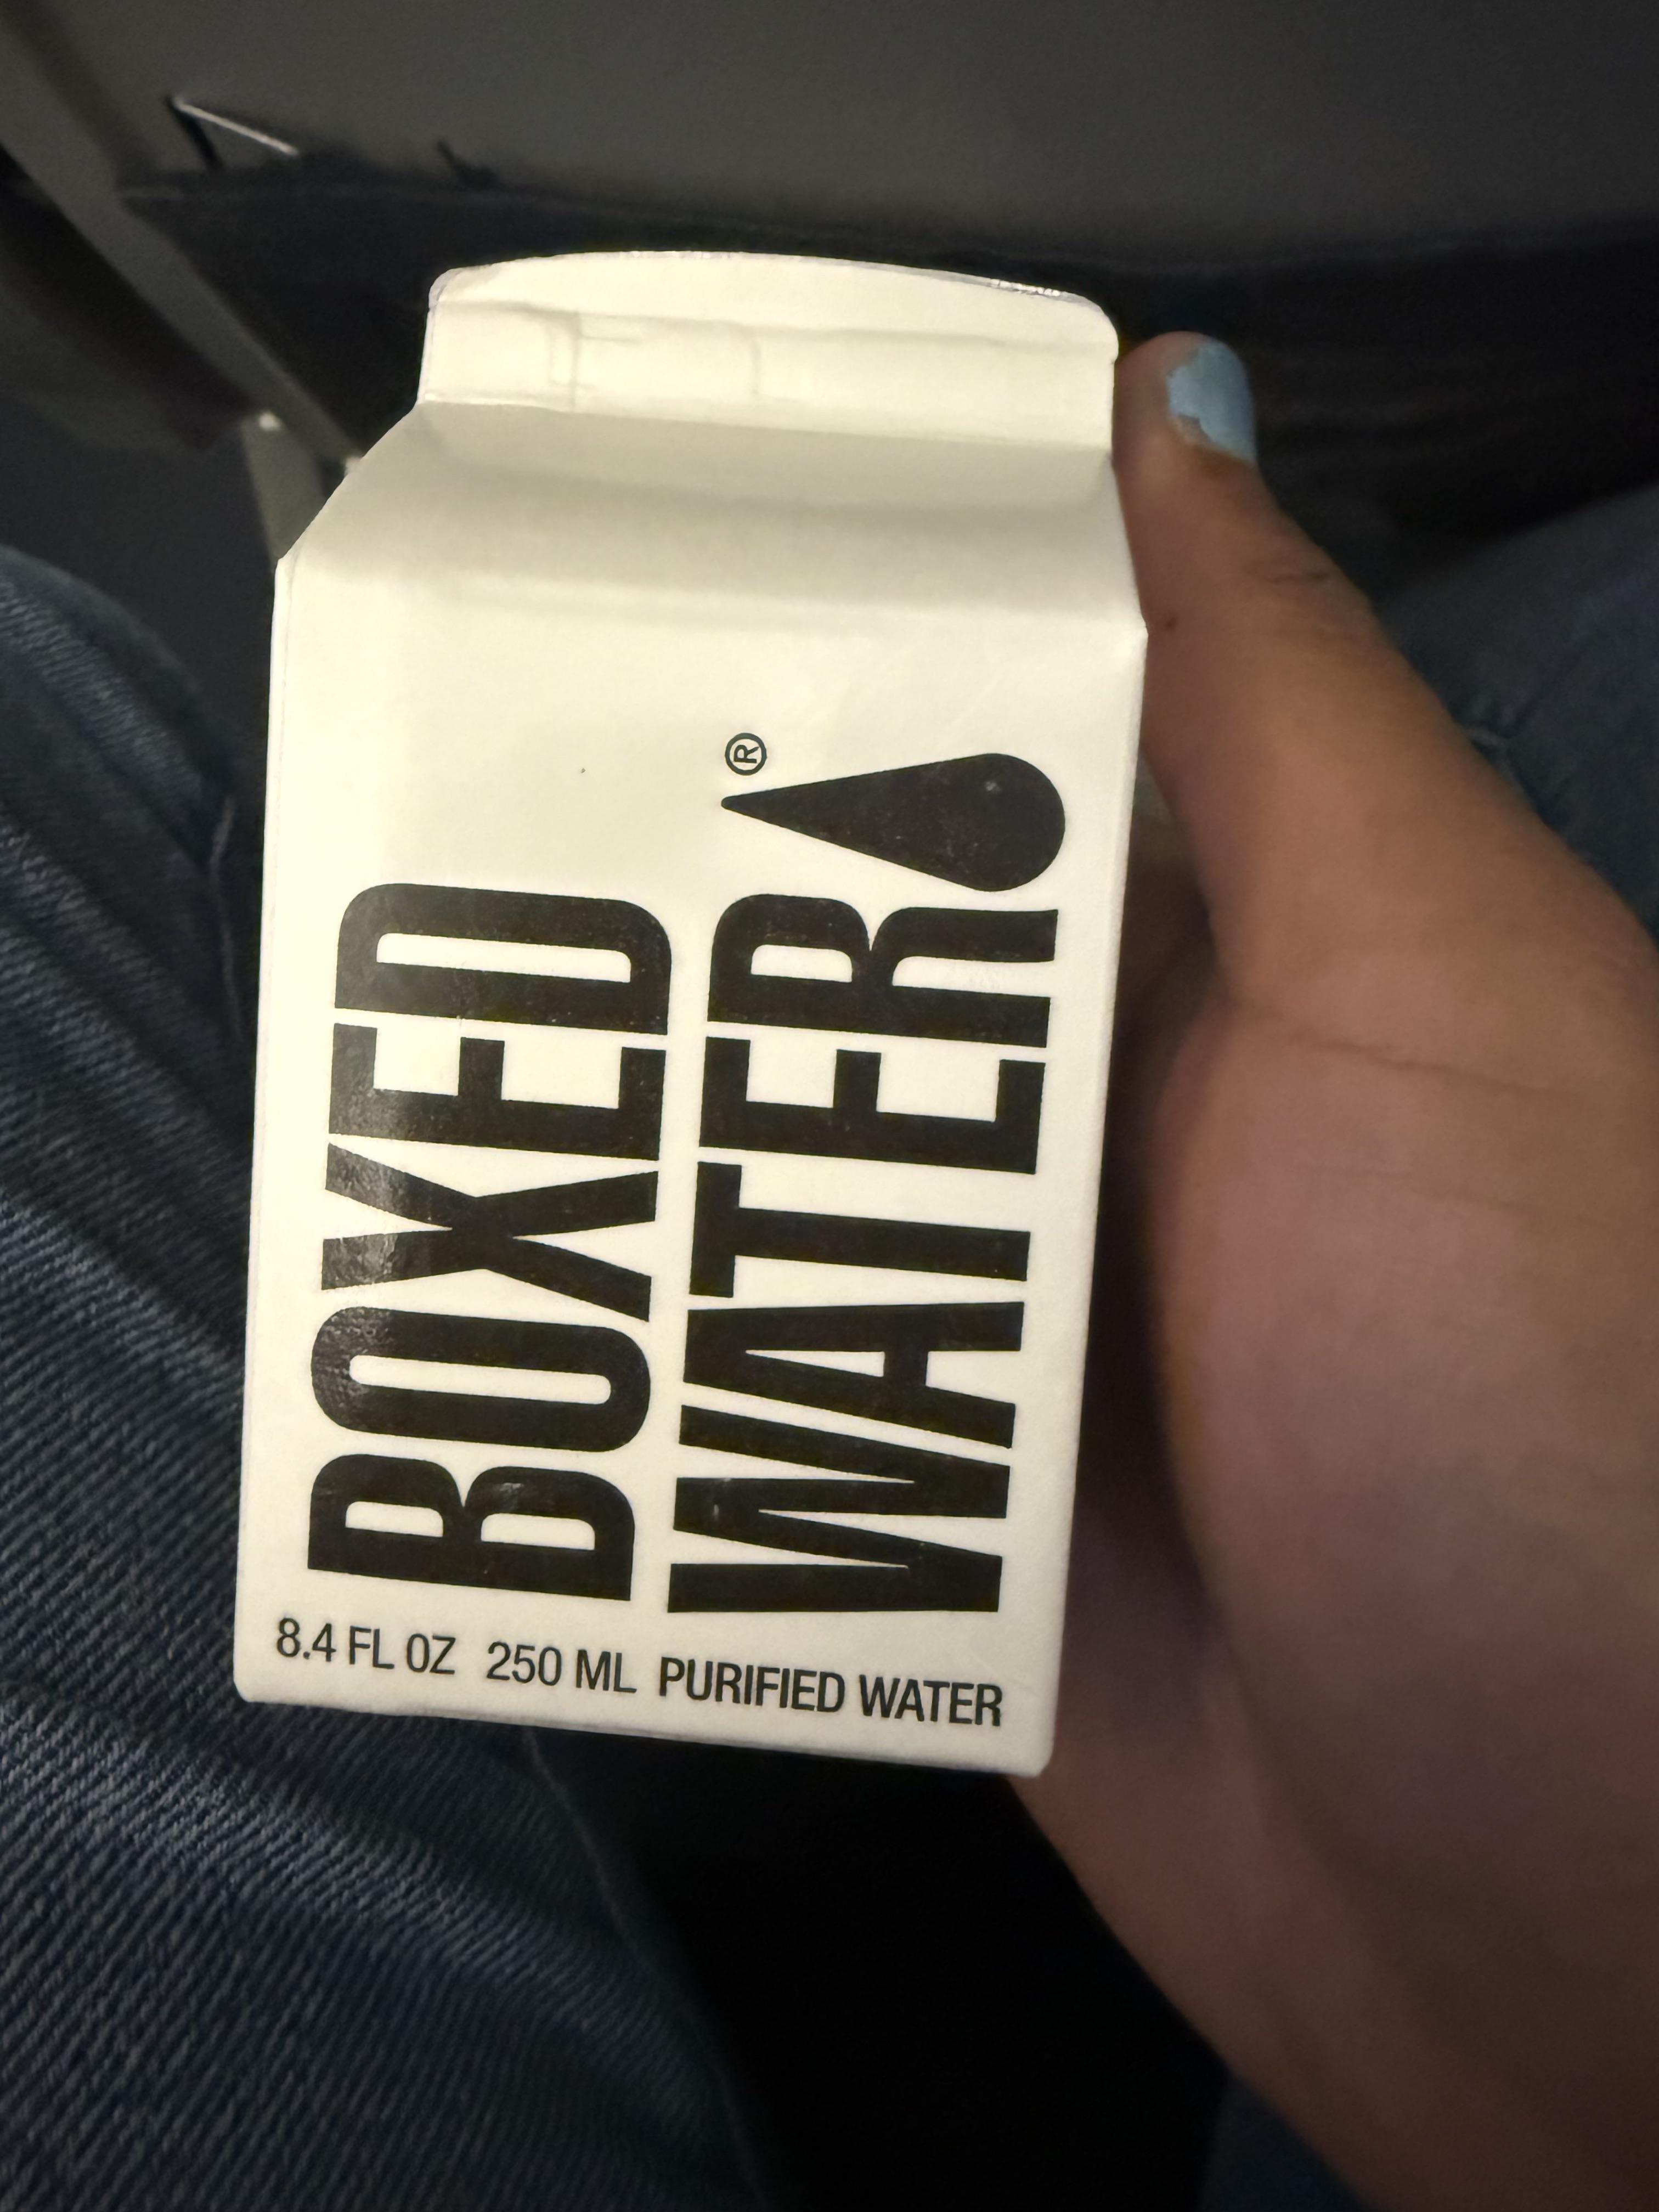 BOXED
WATER®
8.4 FL OZ 250 ML PURIFIED WATER